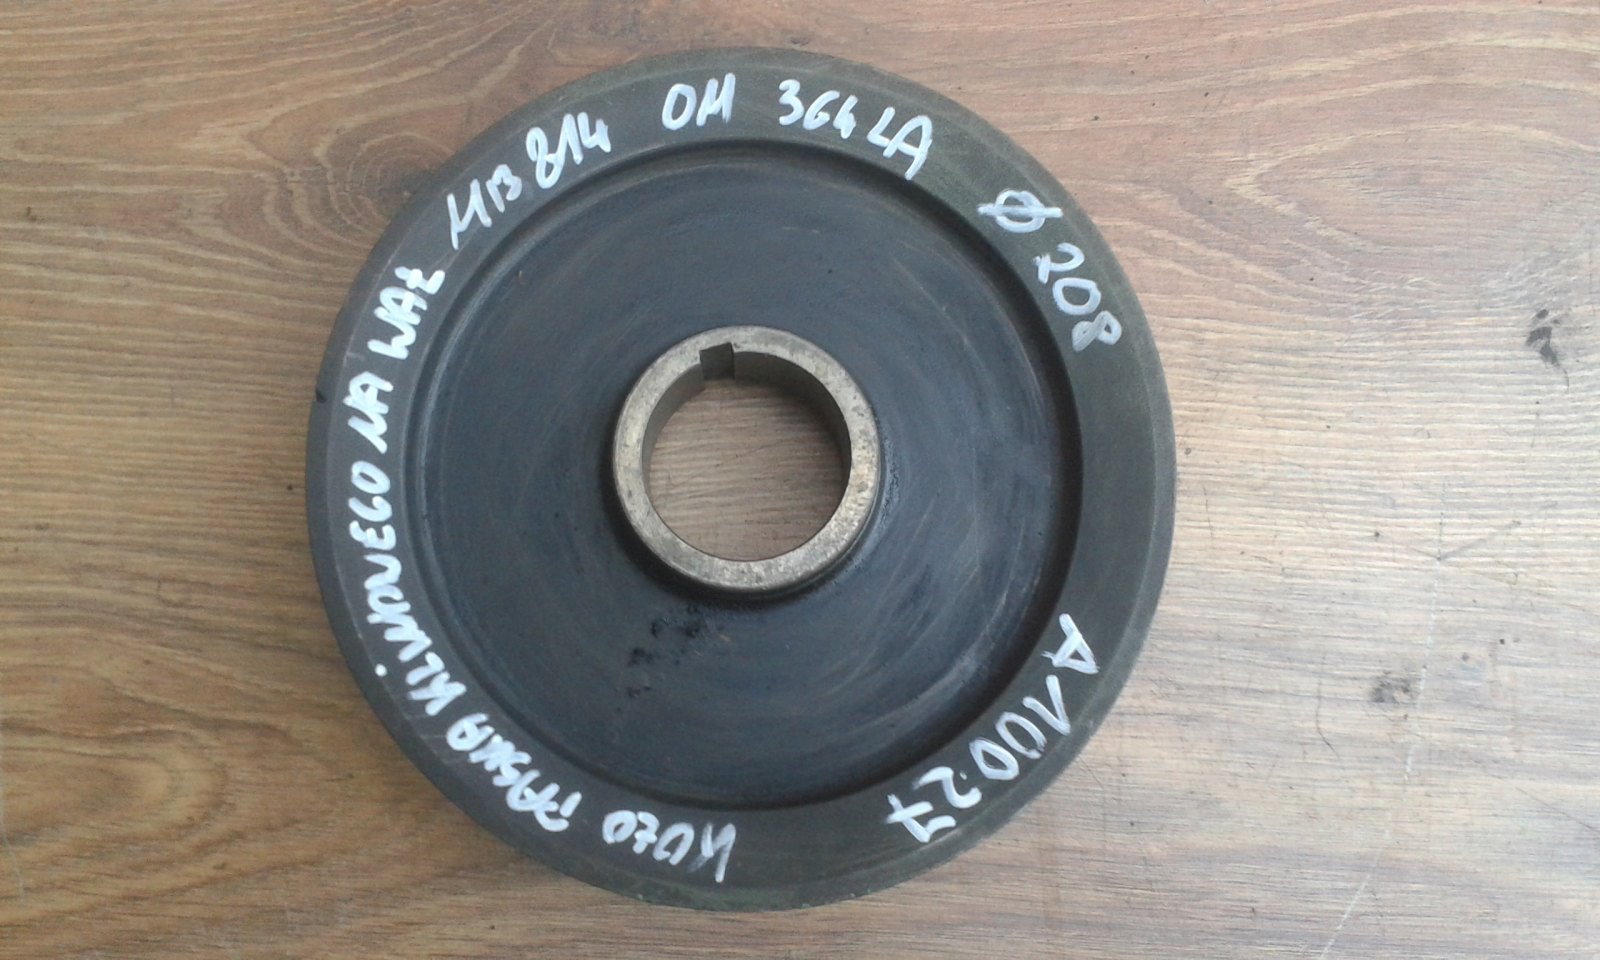 KOŁO PASKA KLINOWEGO NA WAŁ MB 814 OM 364 LA Ø 208
A100.27